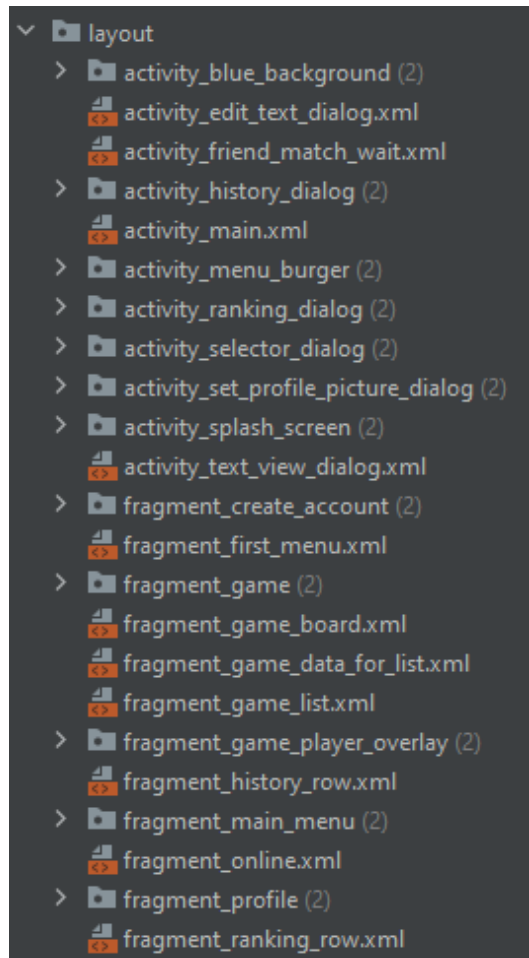 layout
activity_blue_background (2)
activity_edit_text_dialog.xml
activity_friend_match_wait.xml
activity_history_dialog (2)
activity_main.xml
activity_menu_burger (2)
activity_ranking_dialog (2)
activity_selector_dialog (2)
activity_set_profile_picture_dialog (2)
activity_splash_screen (2)
activity_text_view_dialog.xml
fragment_create_account (2)
fragment_first_menu.xml
fragment_game (2)
fragment_game_board.xml
fragment_game_data_for_list.xml
fragment_game_list.xml
fragment_game_player_overlay (2)
fragment_history_row.xml
fragment_main_menu (2)
fragment_online.xml
fragment_profile (2)
fragment_ranking_row.xml